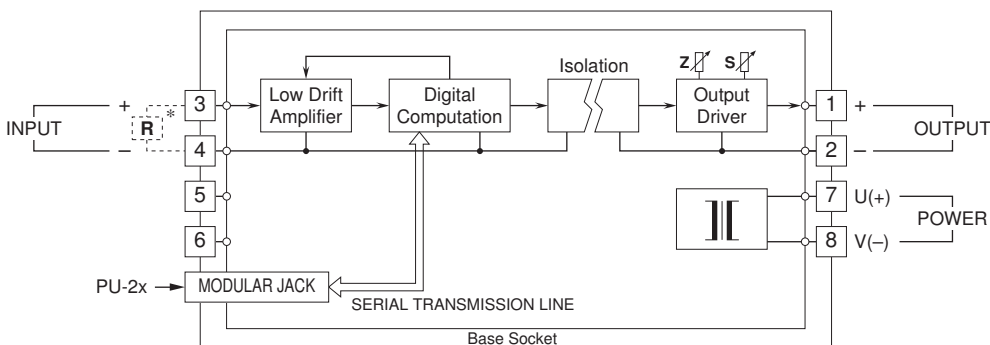 Isolation
Z S
Low Drift
Amplifier
Digital
Computation
Output
Driver
INPUT
+
–
R
*
3
4
5
6
1
+
2
–
OUTPUT
7
U(+)
8
V(–)
POWER
PU-2x
MODULAR JACK
SERIAL TRANSMISSION LINE
Base Socket